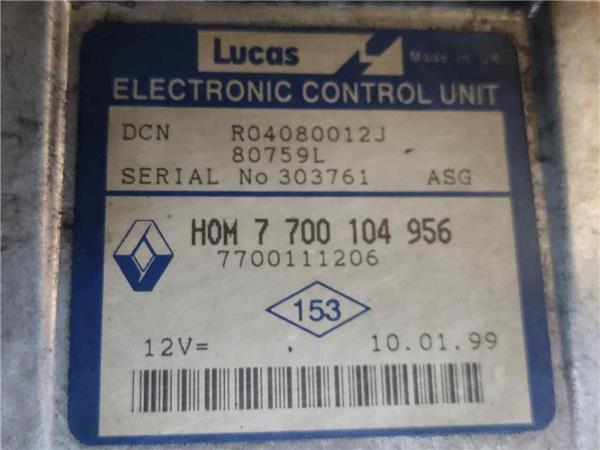 Lucas
Made in UK
ELECTRONIC CONTROL UNIT
DCN R04080012J
80759L
SERIAL No 303761 ASG
HOM 7 700 104 956
7700111206
153
12V= 10.01.99